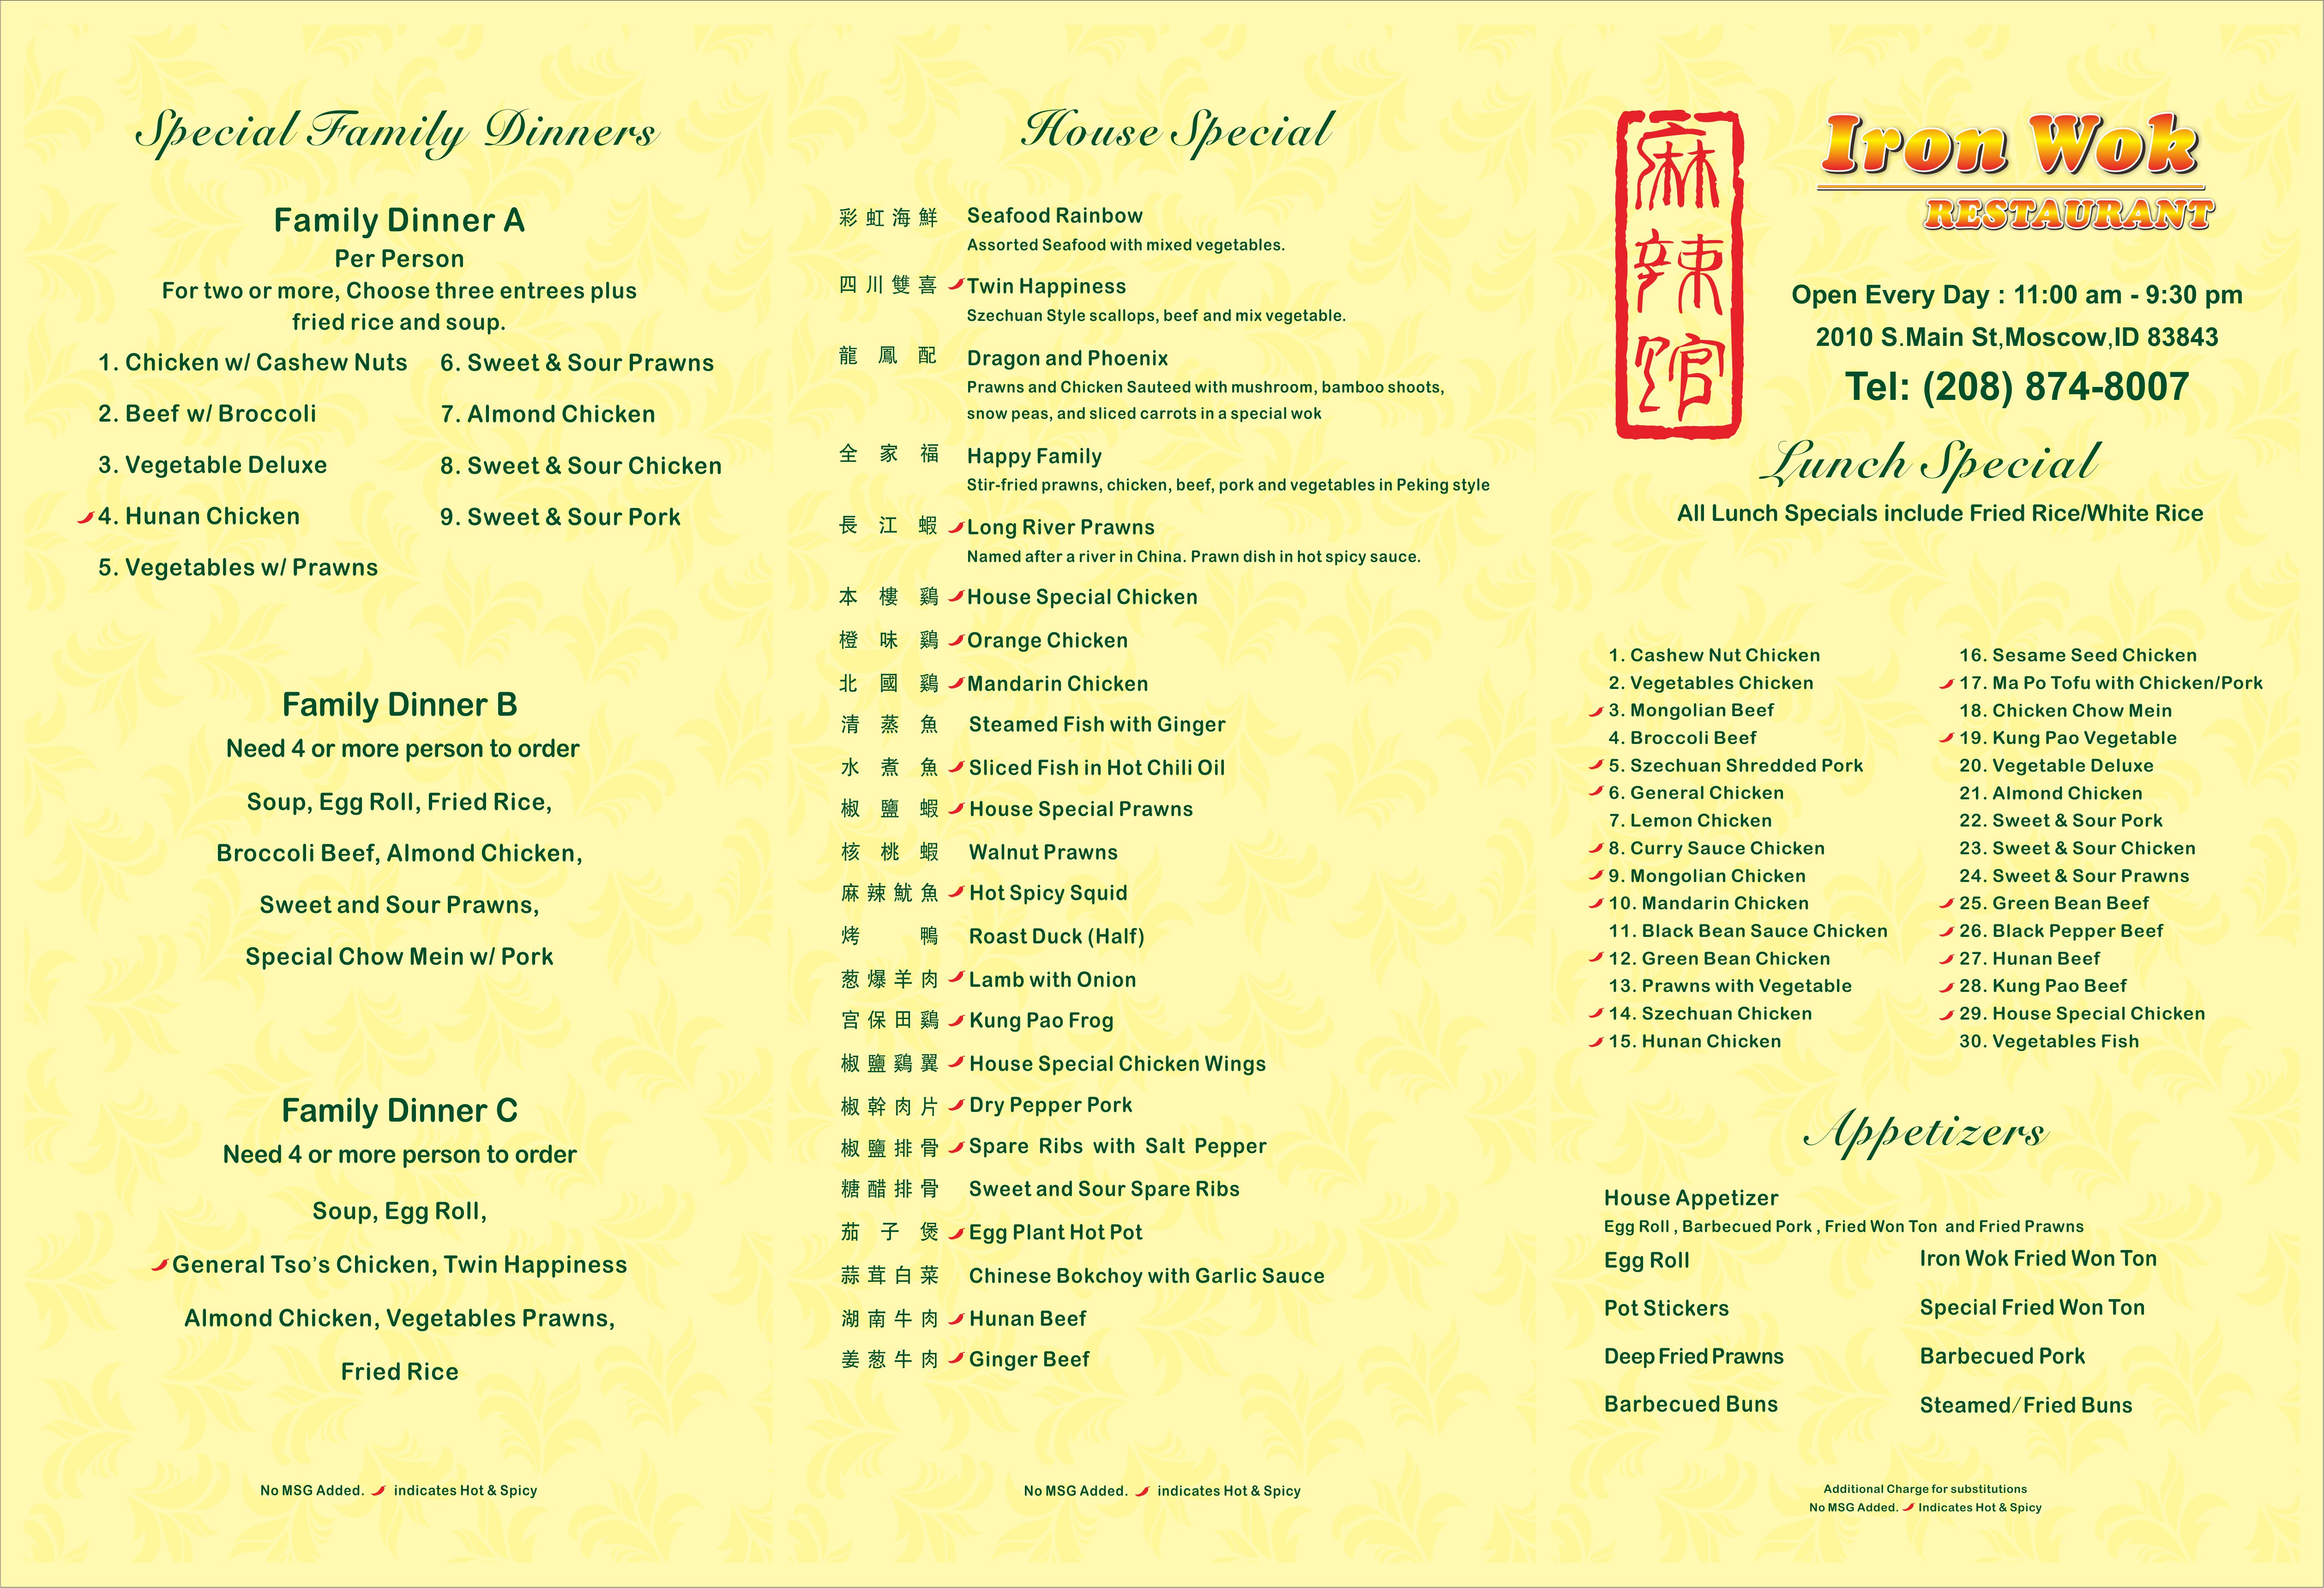 Special Family Dinners
Family Dinner A
Per Person
For two or more, Choose three entrees plus
fried rice and soup.
1. Chicken w/ Cashew Nuts
2. Beef w/ Broccoli
3. Vegetable Deluxe
4. Hunan Chicken
5. Vegetables w/ Prawns
6. Sweet & Sour Prawns
7. Almond Chicken
8. Sweet & Sour Chicken
9. Sweet & Sour Pork
Family Dinner B
Need 4 or more person to order
Soup, Egg Roll, Fried Rice,
Broccoli Beef, Almond Chicken,
Sweet and Sour Prawns,
Special Chow Mein w/ Pork
Family Dinner C
Need 4 or more person to order
Soup, Egg Roll,
General Tso's Chicken, Twin Happiness
Almond Chicken, Vegetables Prawns,
Fried Rice
No MSG Added. indicates Hot & Spicy
House Special
彩虹海鮮 Seafood Rainbow
Assorted Seafood with mixed vegetables.
四川雙喜 Twin Happiness
Szechuan Style scallops, beef and mix vegetable.
龍鳳配 Dragon and Phoenix
Prawns and Chicken Sauteed with mushroom, bamboo shoots,
snow peas, and sliced carrots in a special wok
全家福 Happy Family
Stir-fried prawns, chicken, beef, pork and vegetables in Peking style
長江蝦 Long River Prawns
Named after a river in China. Prawn dish in hot spicy sauce.
本樓鷄 House Special Chicken
橙味鷄 Orange Chicken
北國鷄 Mandarin Chicken
清蒸魚 Steamed Fish with Ginger
水煮魚 Sliced Fish in Hot Chili Oil
椒鹽蝦 House Special Prawns
核桃蝦 Walnut Prawns
麻辣魷魚 Hot Spicy Squid
烤鴨 Roast Duck (Half)
葱爆羊肉 Lamb with Onion
宫保田鷄 Kung Pao Frog
椒鹽鷄翼 House Special Chicken Wings
椒幹肉片 Dry Pepper Pork
椒鹽排骨 Spare Ribs with Salt Pepper
糖醋排骨 Sweet and Sour Spare Ribs
茄子煲 Egg Plant Hot Pot
蒜茸白菜 Chinese Bokchoy with Garlic Sauce
湖南牛肉 Hunan Beef
姜葱牛肉 Ginger Beef
No MSG Added. indicates Hot & Spicy
麻辣馆
Iron Wok
RESTAURANT
Open Every Day : 11:00 am - 9:30 pm
2010 S.Main St,Moscow,ID 83843
Tel: (208) 874-8007
Lunch Special
All Lunch Specials include Fried Rice/White Rice
1. Cashew Nut Chicken
2. Vegetables Chicken
3. Mongolian Beef
4. Broccoli Beef
5. Szechuan Shredded Pork
6. General Chicken
7. Lemon Chicken
8. Curry Sauce Chicken
9. Mongolian Chicken
10. Mandarin Chicken
11. Black Bean Sauce Chicken
12. Green Bean Chicken
13. Prawns with Vegetable
14. Szechuan Chicken
15. Hunan Chicken
16. Sesame Seed Chicken
17. Ma Po Tofu with Chicken/Pork
18. Chicken Chow Mein
19. Kung Pao Vegetable
20. Vegetable Deluxe
21. Almond Chicken
22. Sweet & Sour Pork
23. Sweet & Sour Chicken
24. Sweet & Sour Prawns
25. Green Bean Beef
26. Black Pepper Beef
27. Hunan Beef
28. Kung Pao Beef
29. House Special Chicken
30. Vegetables Fish
Appetizers
House Appetizer
Egg Roll , Barbecued Pork , Fried Won Ton and Fried Prawns
Egg Roll
Pot Stickers
Deep Fried Prawns
Barbecued Buns
Iron Wok Fried Won Ton
Special Fried Won Ton
Barbecued Pork
Steamed/Fried Buns
Additional Charge for substitutions
No MSG Added. Indicates Hot & Spicy